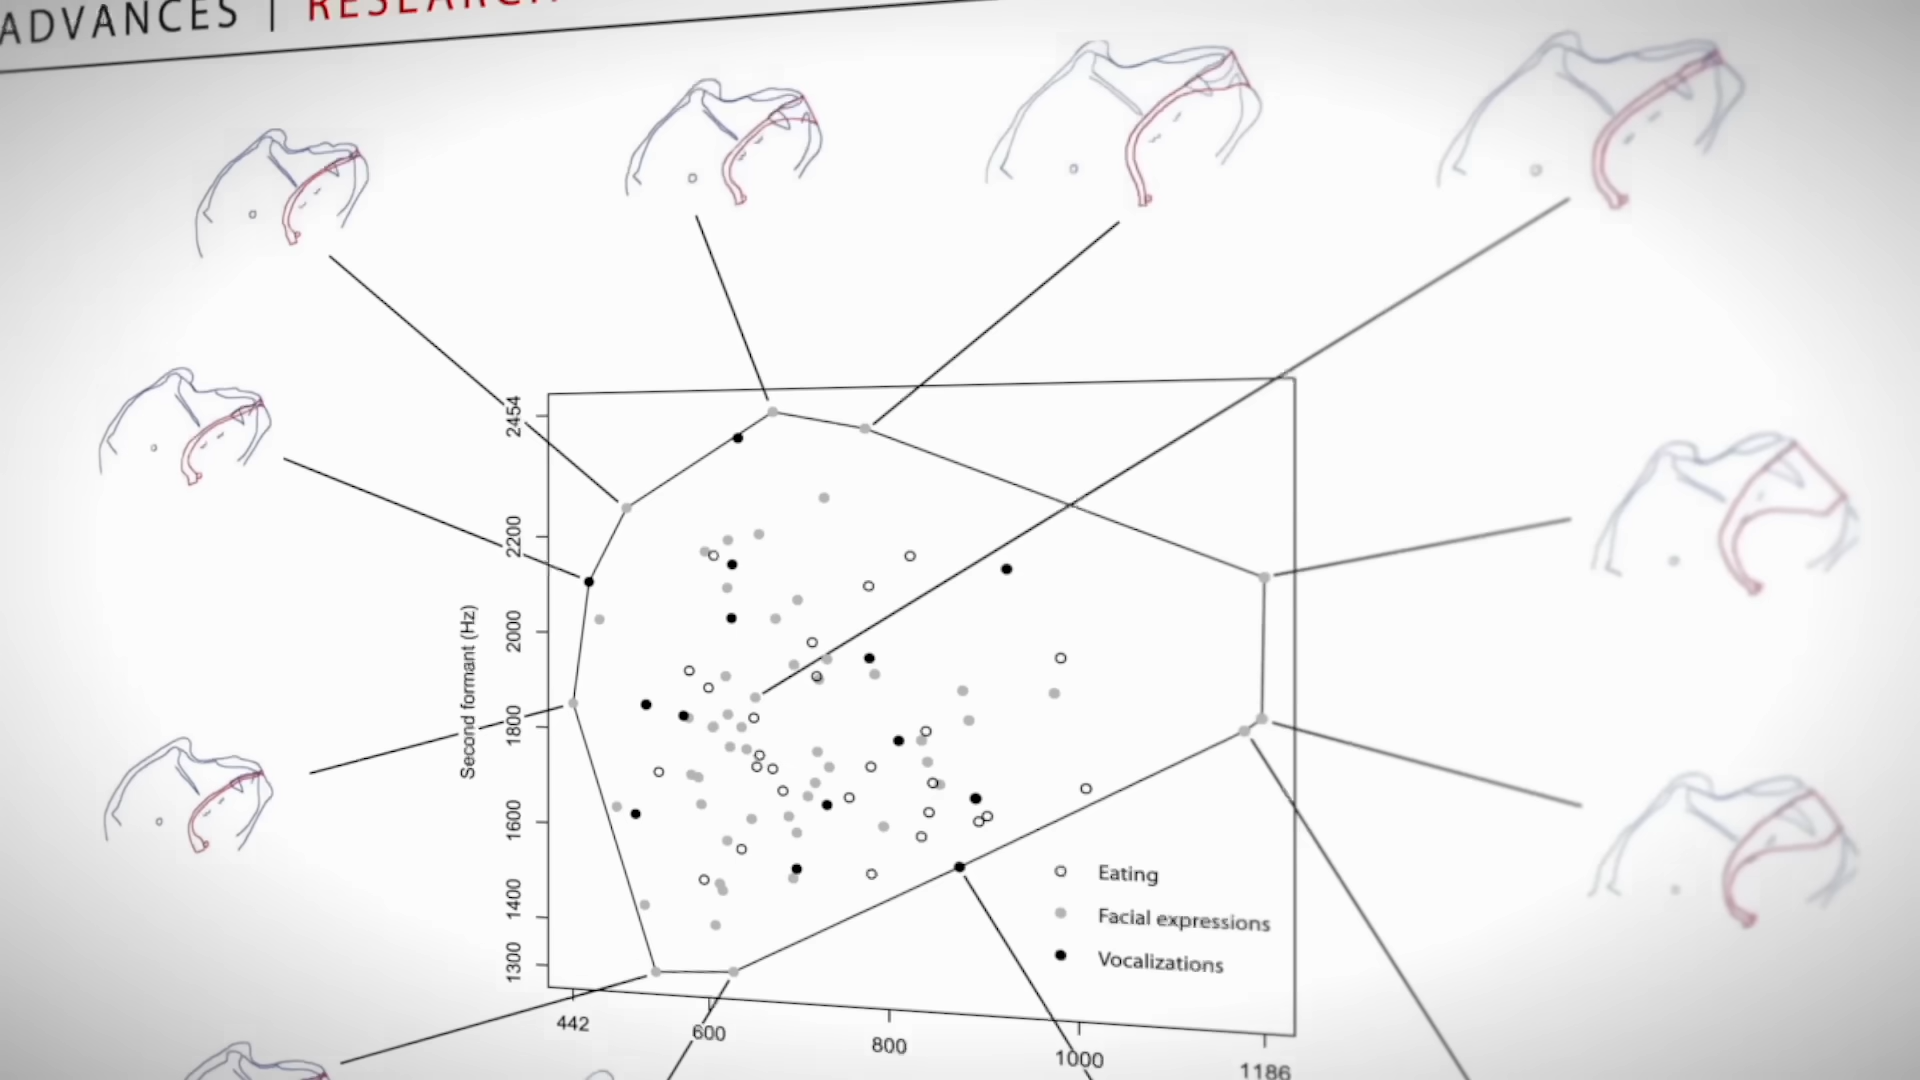 ADVANCES | RESEARCH
2454
2200
2000
1800
1600
1400
1300
Second formant (Hz)
Eating
Facial expressions
Vocalizations
442
600
800
1000
1186